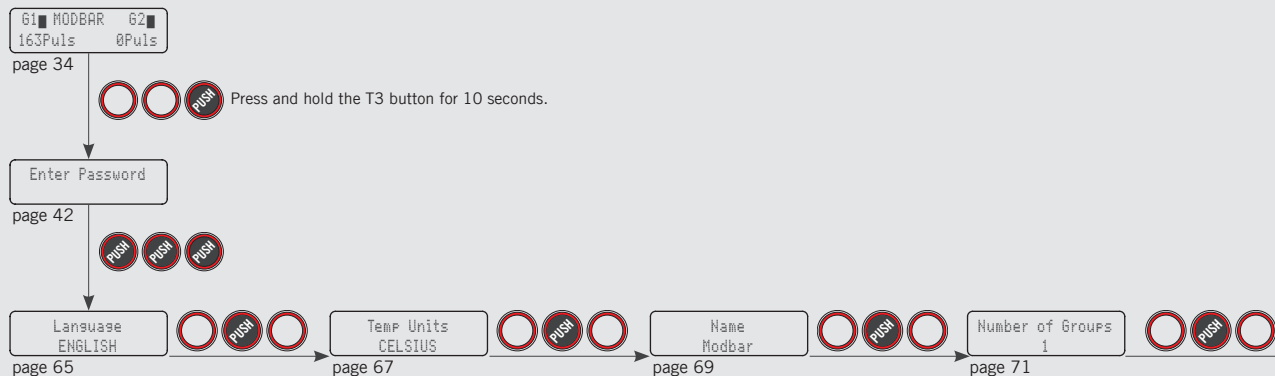 G1 MODBAR G2
163Puls 0Puls
page 34
PUSH Press and hold the T3 button for 10 seconds.
Enter Password
page 42
PUSH PUSH PUSH
Language
ENGLISH
page 65
PUSH
Temp Units
CELSIUS
page 67
PUSH
Name
Modbar
page 69
PUSH
Number of Groups
1
page 71
PUSH